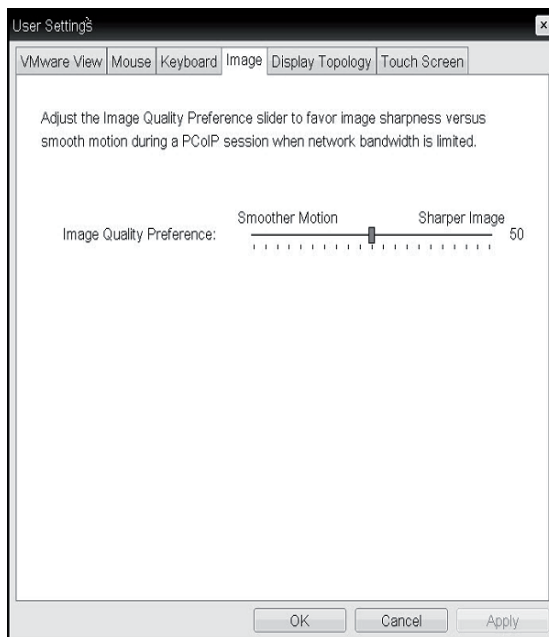 User Settings
VMware View Mouse Keyboard Image Display Topology Touch Screen
Adjust the Image Quality Preference slider to favor image sharpness versus
smooth motion during a PCoIP session when network bandwidth is limited.
Smoother Motion Sharper Image
Image Quality Preference: 50
OK Cancel Apply